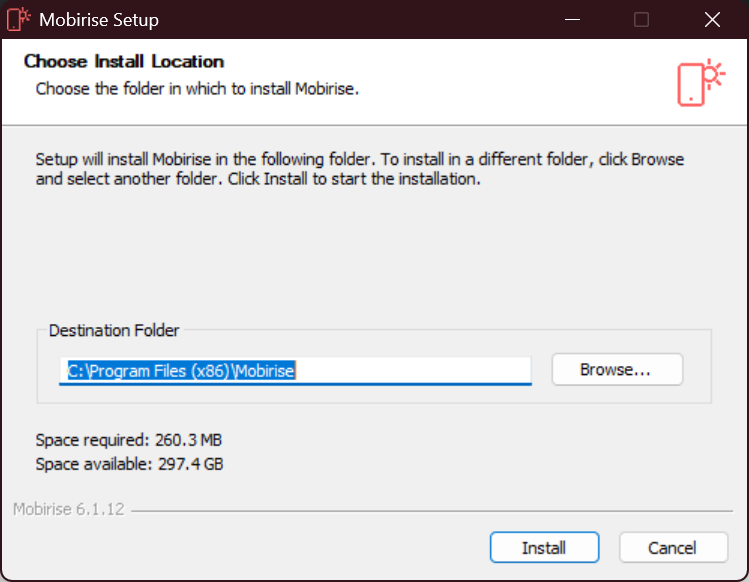 Mobirise Setup
Choose Install Location
Choose the folder in which to install Mobirise.
Setup will install Mobirise in the following folder. To install in a different folder, click Browse
and select another folder. Click Install to start the installation.
Destination Folder
C:\Program Files (x86)\Mobirise
Browse...
Space required: 260.3 MB
Space available: 297.4 GB
Mobirise 6.1.12
Install
Cancel